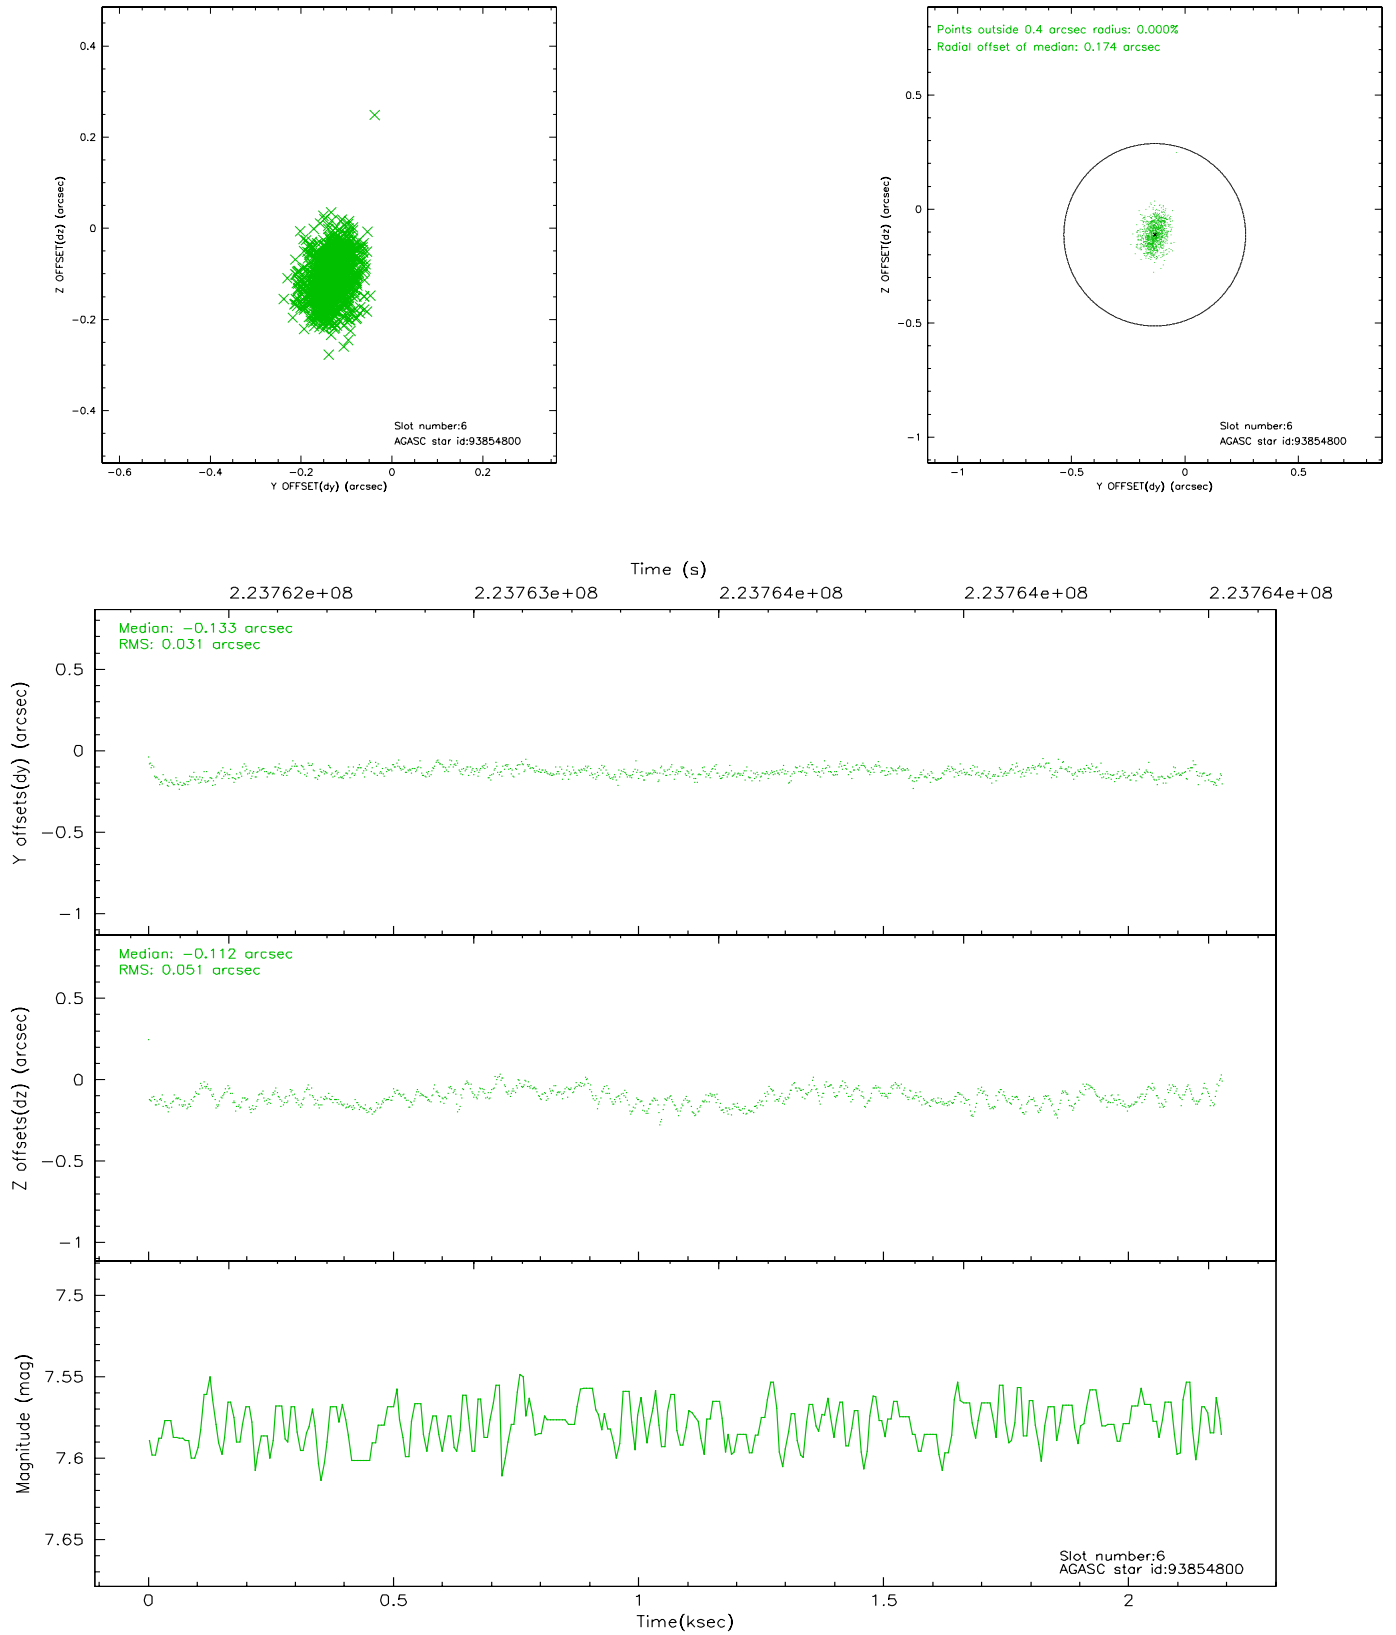 0.4
0.2
0
-0.2
-0.4
Z OFFSET(dz) (arcsec)
Slot number:6
AGASC star id:93854800
-0.6
-0.4
-0.2
0
0.2
Y OFFSET(dy) (arcsec)
Points outside 0.4 arcsec radius: 0.000%
Radial offset of median: 0.174 arcsec
0.5
0
-0.5
-1
Z OFFSET(dz) (arcsec)
Slot number:6
AGASC star id:93854800
-1
-0.5
0
0.5
Y OFFSET(dy) (arcsec)
Time (s)
2.23762e+08
2.23763e+08
2.23764e+08
2.23764e+08
2.23764e+08
Median: -0.133 arcsec
RMS: 0.031 arcsec
0.5
0
-0.5
-1
Y offsets(dy) (arcsec)
Median: -0.112 arcsec
RMS: 0.051 arcsec
0.5
0
-0.5
-1
Z offsets(dz) (arcsec)
7.5
7.55
7.6
7.65
Magnitude (mag)
Slot number:6
AGASC star id:93854800
0
0.5
1
1.5
2
Time(ksec)